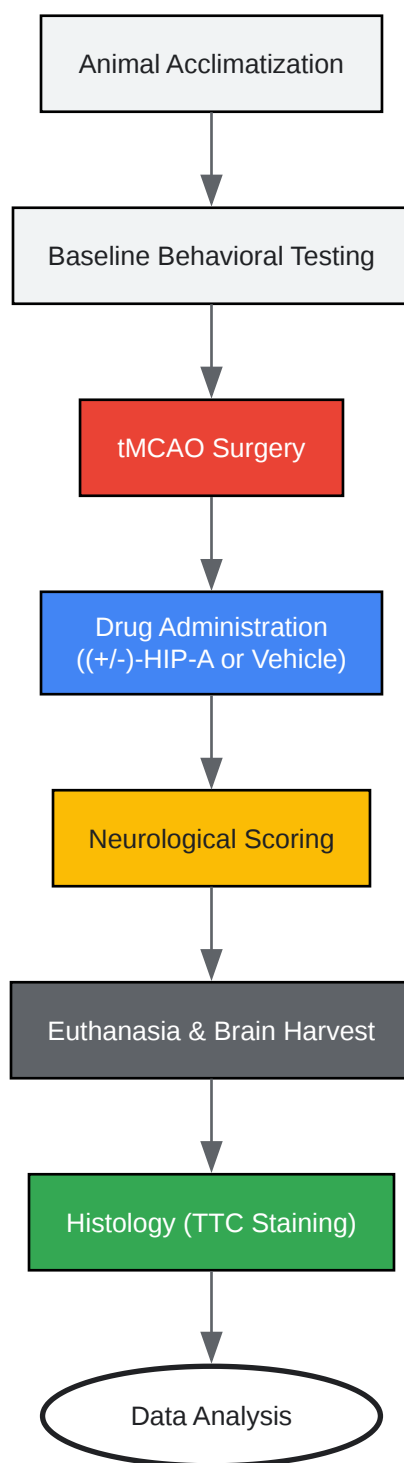 Animal Acclimatization
Baseline Behavioral Testing
tMCAO Surgery
Drug Administration
((+/-)-HIP-A or Vehicle)
Neurological Scoring
Euthanasia & Brain Harvest
Histology (TTC Staining)
Data Analysis